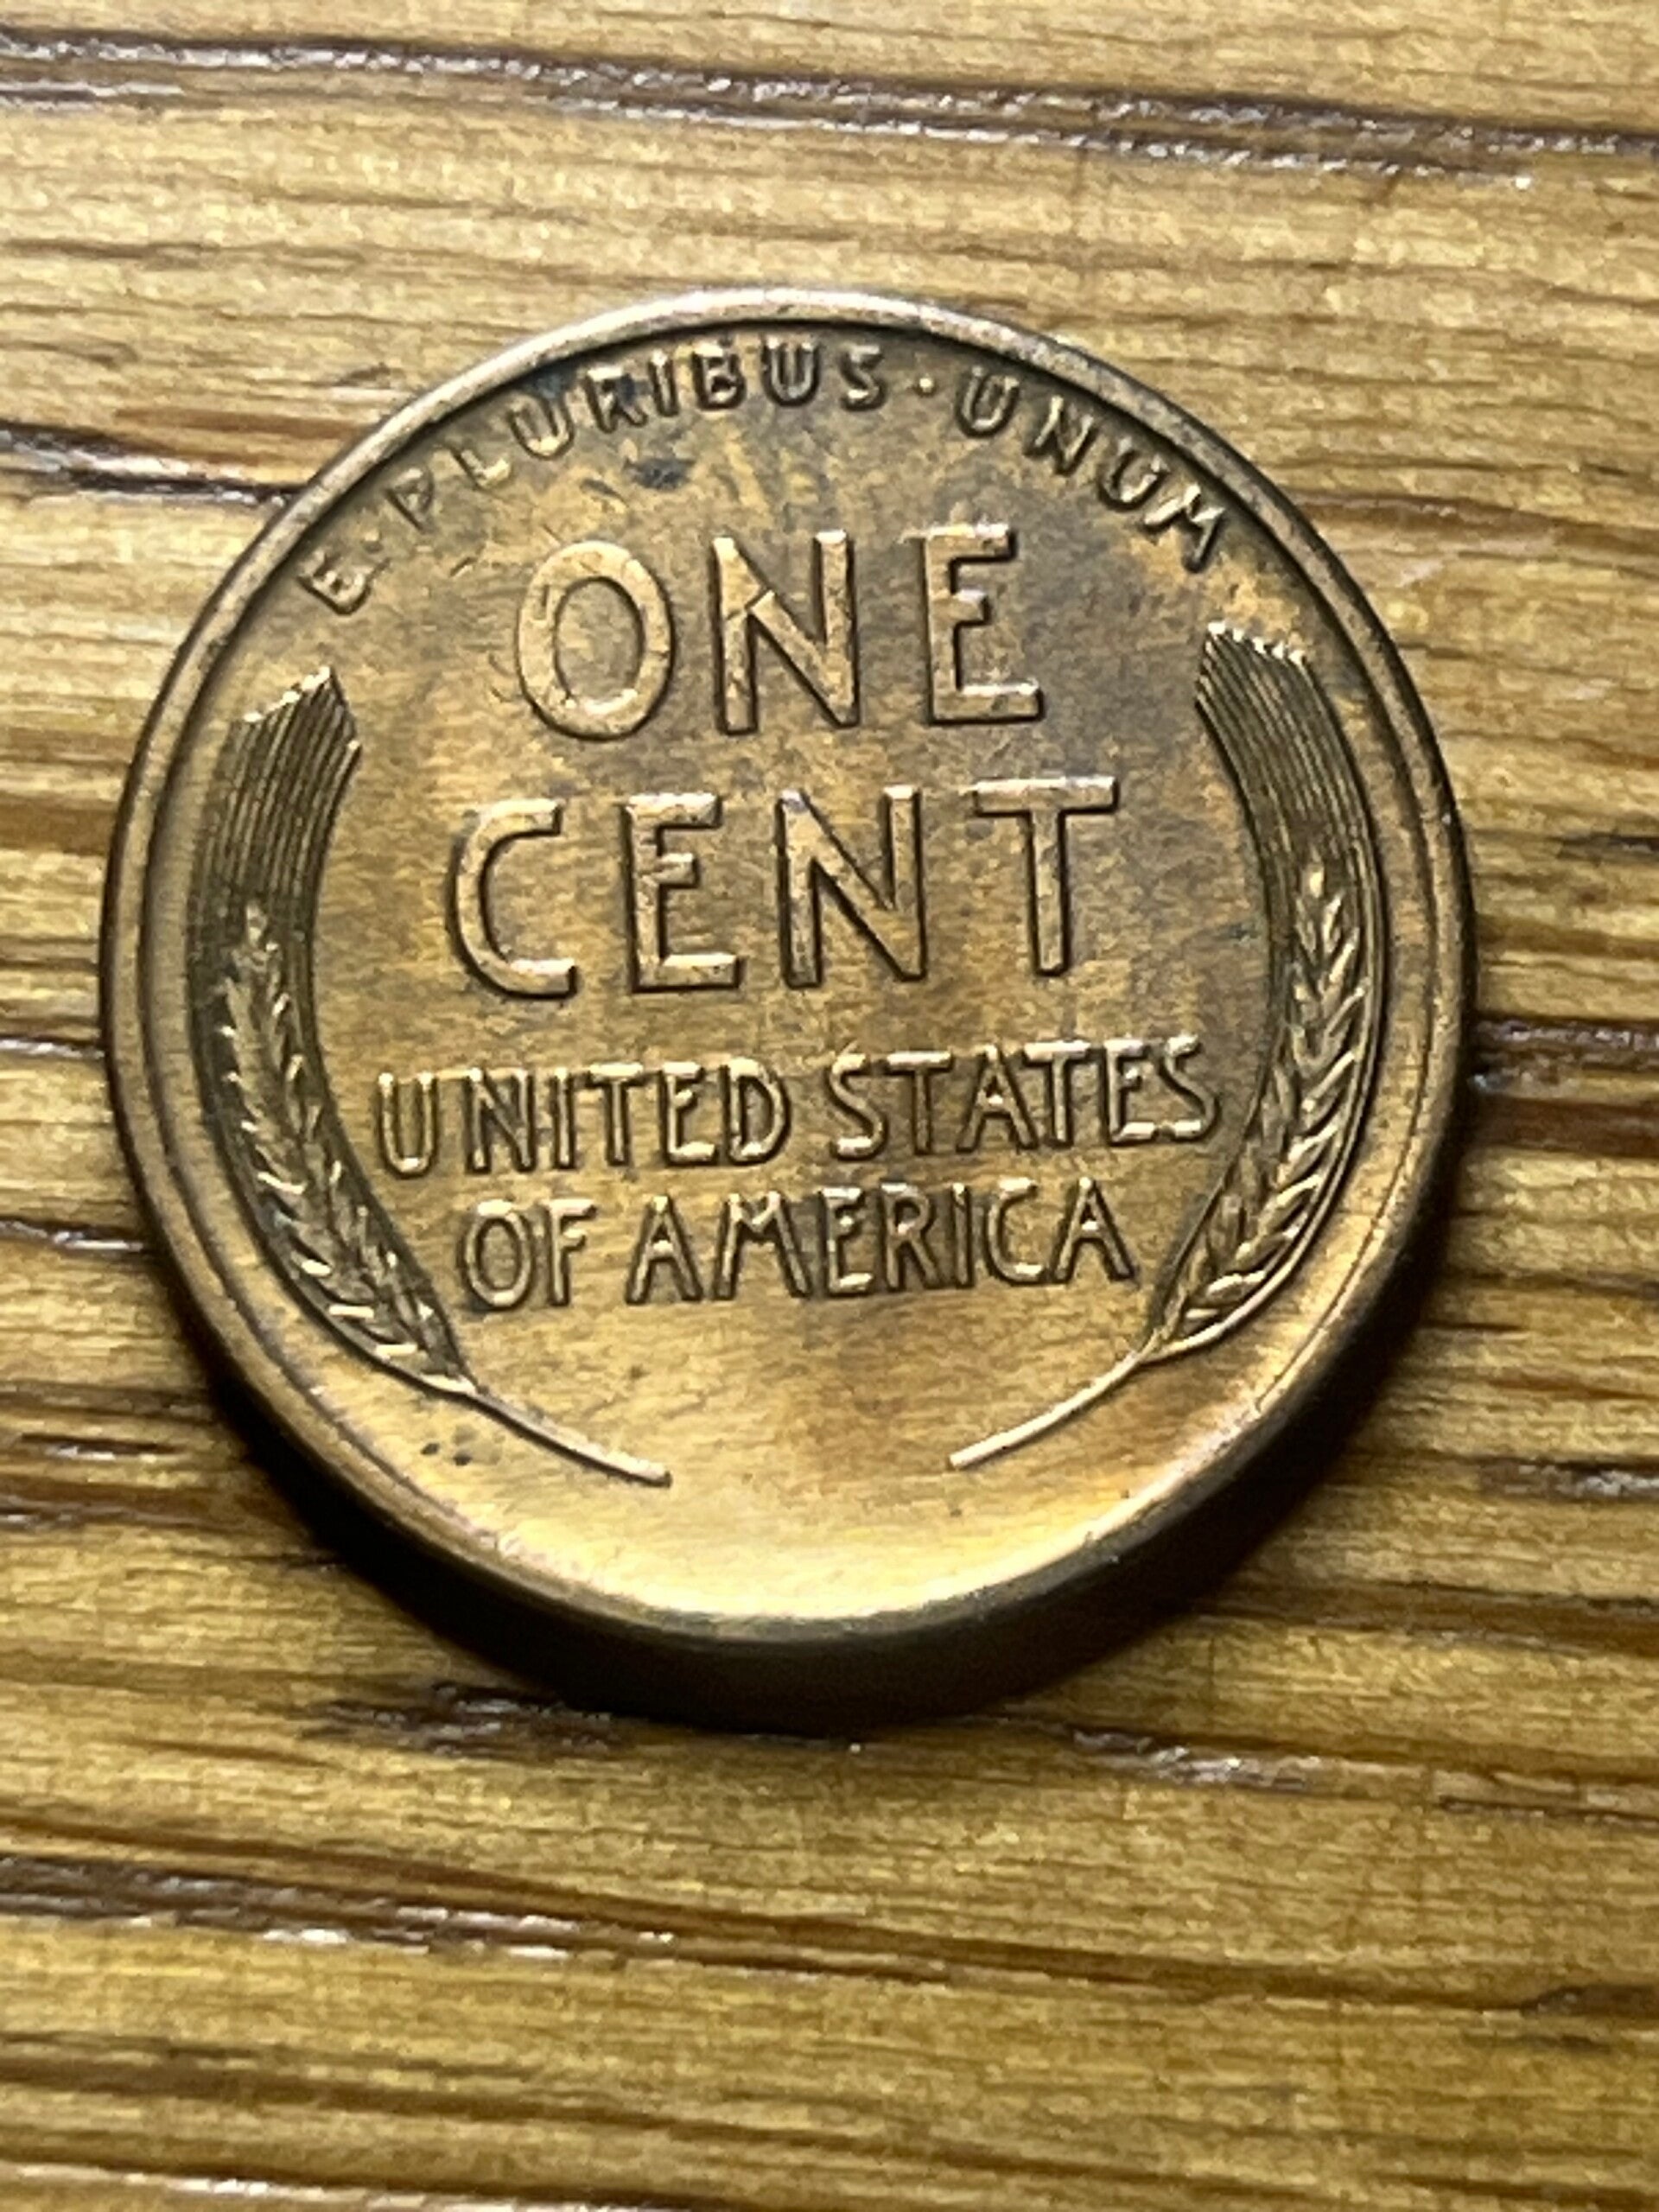 E·PLURIBUS·UNUM
ONE
CENT
UNITED STATES
OF AMERICA